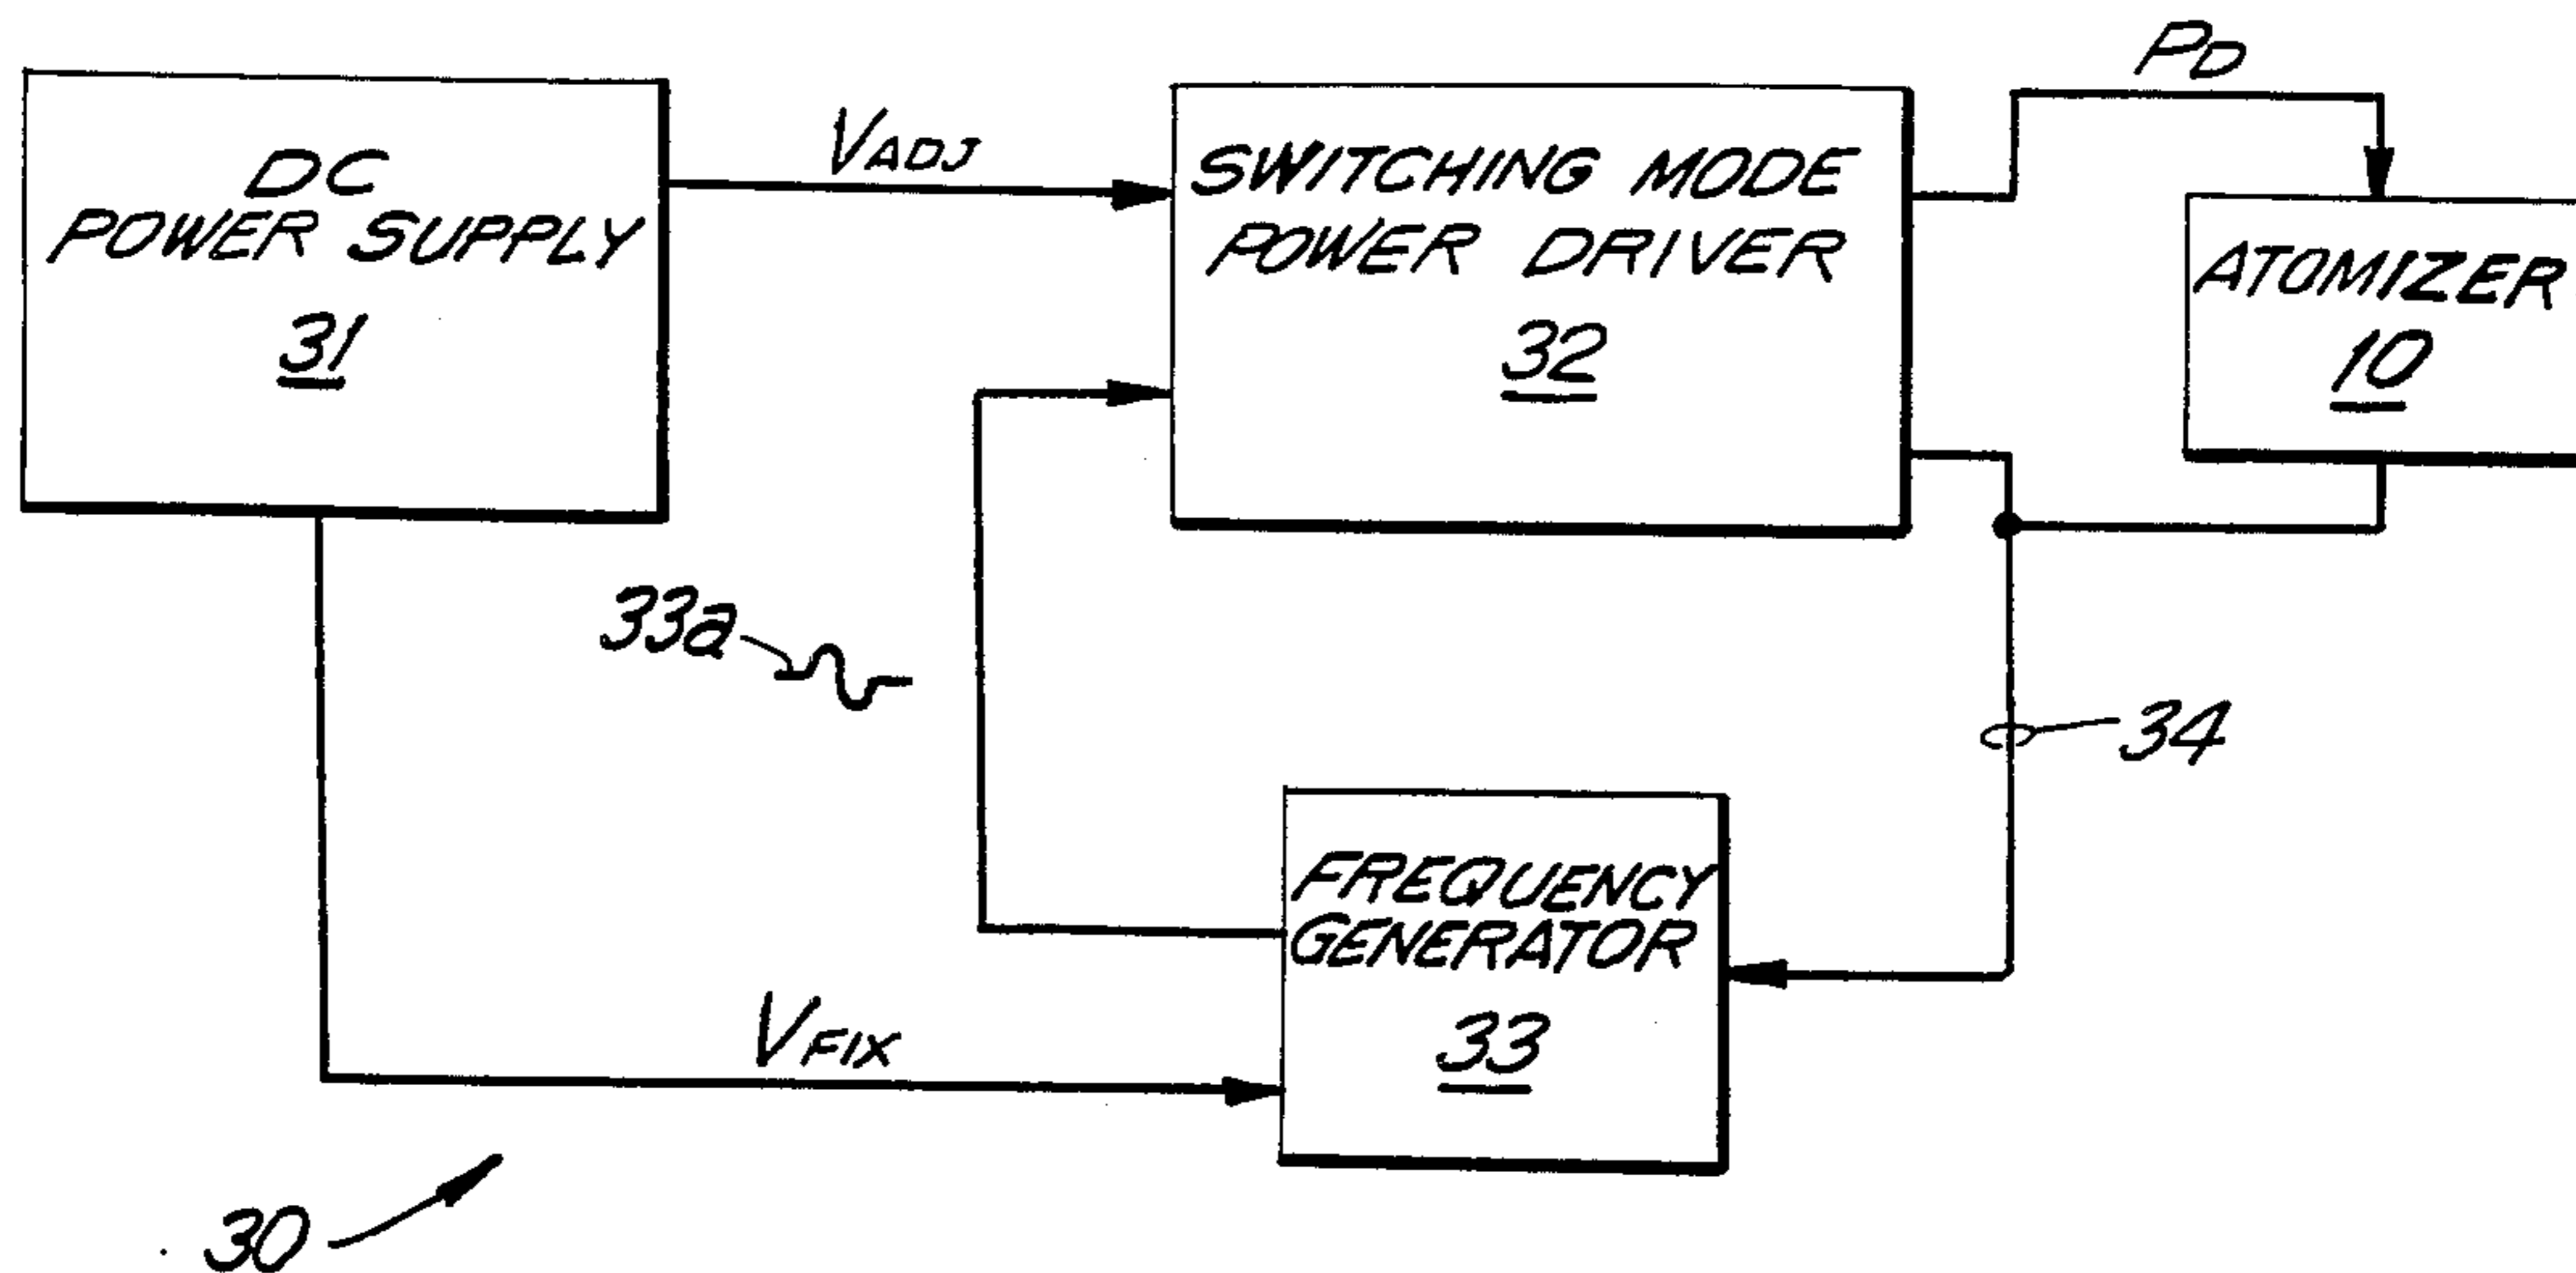 PD
VADJ
DC
POWER SUPPLY
31
SWITCHING MODE
POWER DRIVER
32
ATOMIZER
10
33a
34
FREQUENCY
GENERATOR
33
VFIX
30